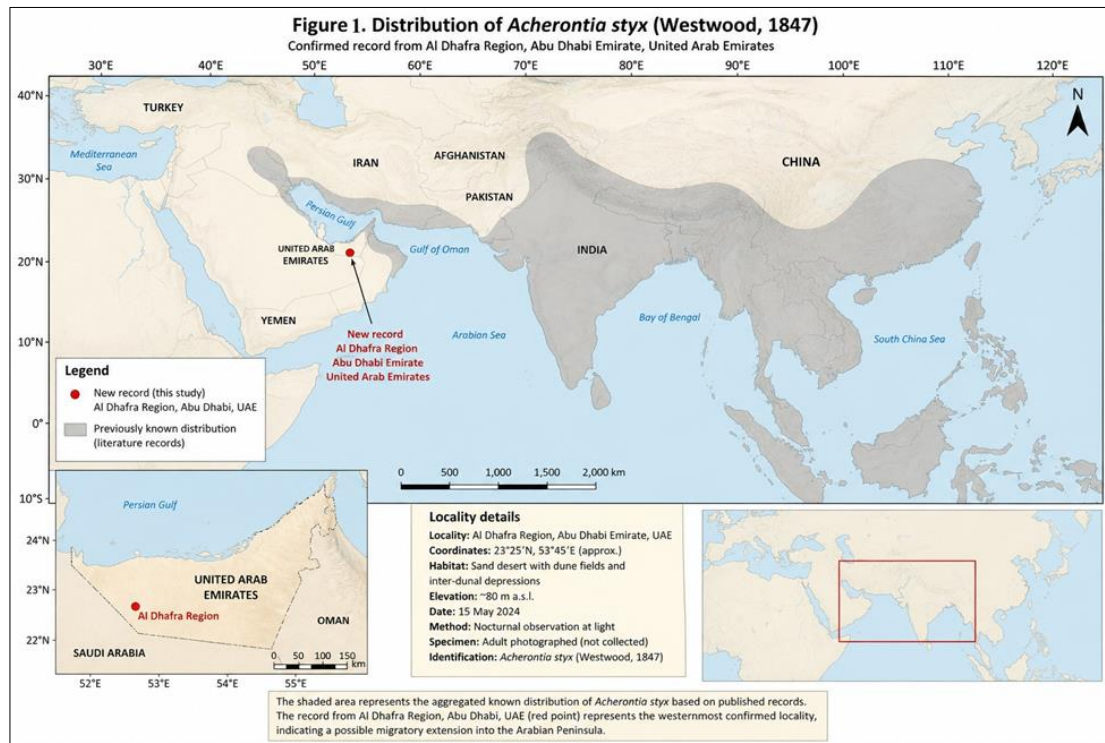 Figure 1. Distribution of Acherontia styx (Westwood, 1847)
Confirmed record from Al Dhafra Region, Abu Dhabi Emirate, United Arab Emirates
30°E 40°E 50°E 60°E 70°E 80°E 90°E 100°E 110°E 120°E
40°N
30°N
20°N
10°N
0°
10°S
40°N
30°N
20°N
10°N
0°
10°S
N
TURKEY
Mediterranean
Sea
IRAN
AFGHANISTAN
PAKISTAN
CHINA
Persian Gulf
UNITED ARAB
EMIRATES
Gulf of Oman
INDIA
YEMEN
Arabian Sea
Bay of Bengal
South China Sea
New record
Al Dhafra Region
Abu Dhabi Emirate
United Arab Emirates
Legend
New record (this study)
Al Dhafra Region, Abu Dhabi, UAE
Previously known distribution
(literature records)
0 500 1,000 1,500 2,000 km
Persian Gulf
24°N
23°N
22°N
UNITED ARAB
EMIRATES
Al Dhafra Region
OMAN
SAUDI ARABIA
0 50 100 150
km
52°E 53°E 54°E 55°E
Locality details
Locality: Al Dhafra Region, Abu Dhabi Emirate, UAE
Coordinates: 23°25'N, 53°45'E (approx.)
Habitat: Sand desert with dune fields and
inter-dunal depressions
Elevation: ~80 m a.s.l.
Date: 15 May 2024
Method: Nocturnal observation at light
Specimen: Adult photographed (not collected)
Identification: Acherontia styx (Westwood, 1847)
The shaded area represents the aggregated known distribution of Acherontia styx based on published records.
The record from Al Dhafra Region, Abu Dhabi, UAE (red point) represents the westernmost confirmed locality,
indicating a possible migratory extension into the Arabian Peninsula.